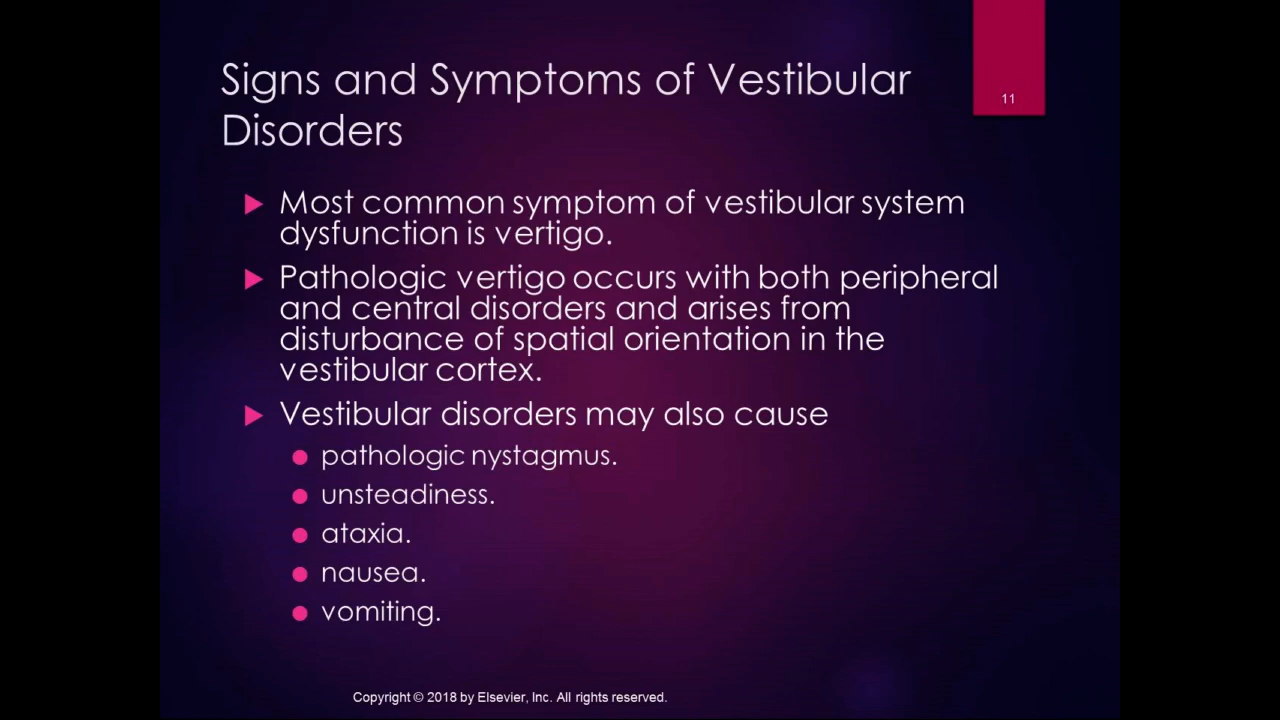 Signs and Symptoms of Vestibular
Disorders
11
Most common symptom of vestibular system
dysfunction is vertigo.
Pathologic vertigo occurs with both peripheral
and central disorders and arises from
disturbance of spatial orientation in the
vestibular cortex.
Vestibular disorders may also cause
pathologic nystagmus.
unsteadiness.
ataxia.
nausea.
vomiting.
Copyright © 2018 by Elsevier, Inc. All rights reserved.